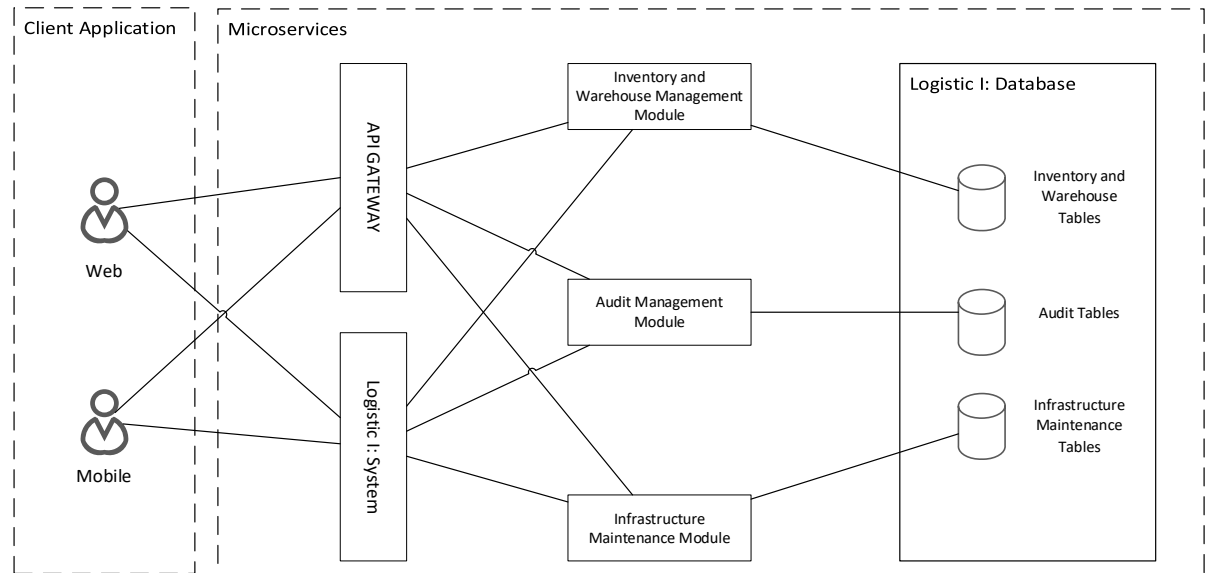 Client Application
Microservices
Web
Mobile
API GATEWAY
Logistic I: System
Inventory and
Warehouse Management
Module
Audit Management
Module
Infrastructure
Maintenance Module
Logistic I: Database
Inventory and
Warehouse
Tables
Audit Tables
Infrastructure
Maintenance
Tables